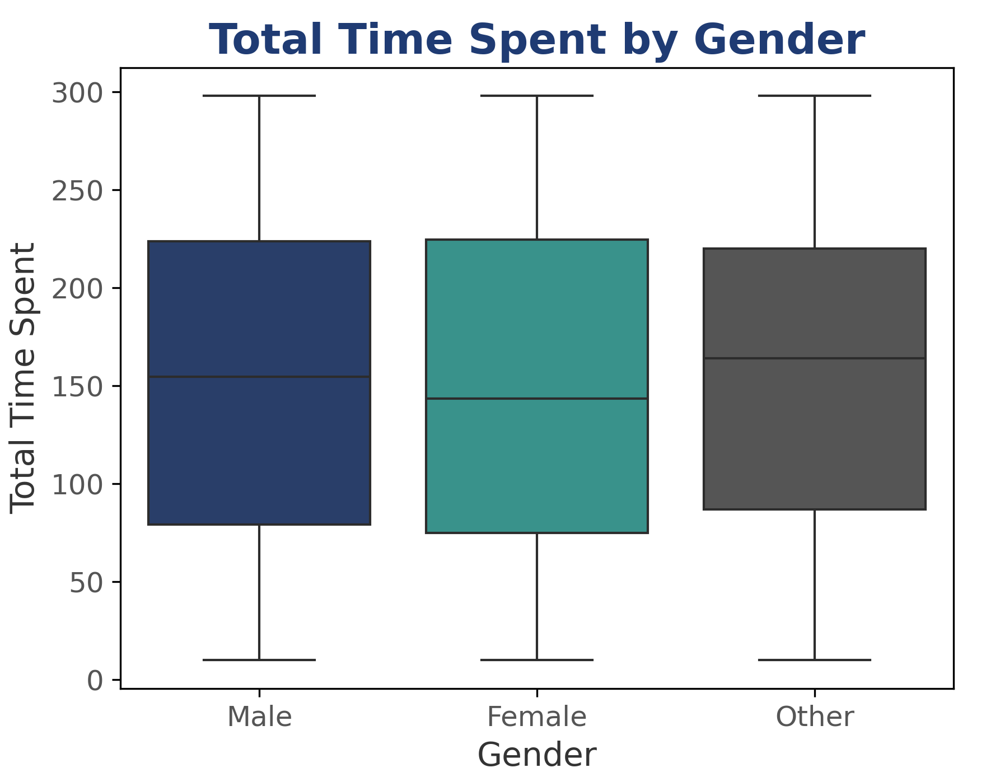 Total Time Spent by Gender
Total Time Spent
300
250
200
150
100
50
0
Male
Female
Other
Gender